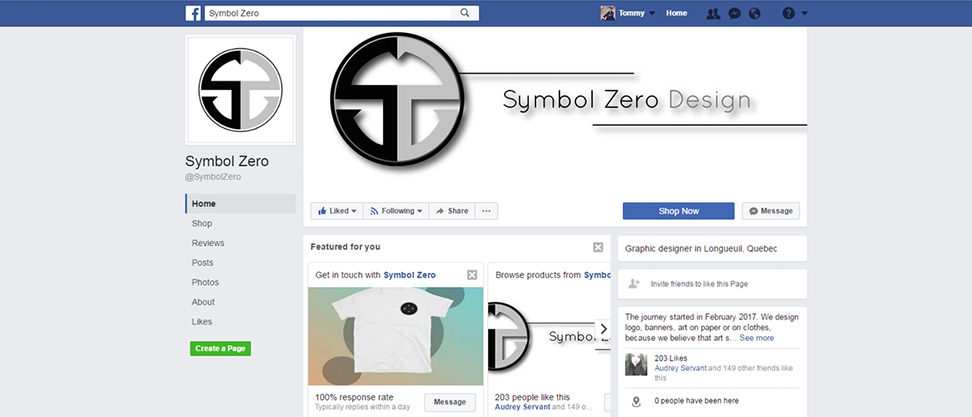 Symbol Zero
Tommy
Home
Symbol Zero Design
Symbol Zero
@SymbolZero
Home
Shop
Reviews
Posts
Photos
About
Likes
Create a Page
Liked
Following
Share
Shop Now
Message
Featured for you
Get in touch with Symbol Zero
100% response rate
Typically replies within a day
Message
Browse products from Symbo
Symbol Z
203 people like this
Audrey Servant and 149 o...
Graphic designer in Longueuil, Quebec
Invite friends to like this Page
The journey started in February 2017. We design
logo, banners, art on paper or on clothes,
because we believe that art s... See more
203 Likes
Audrey Servant and 149 other friends like
this
0 people have been here